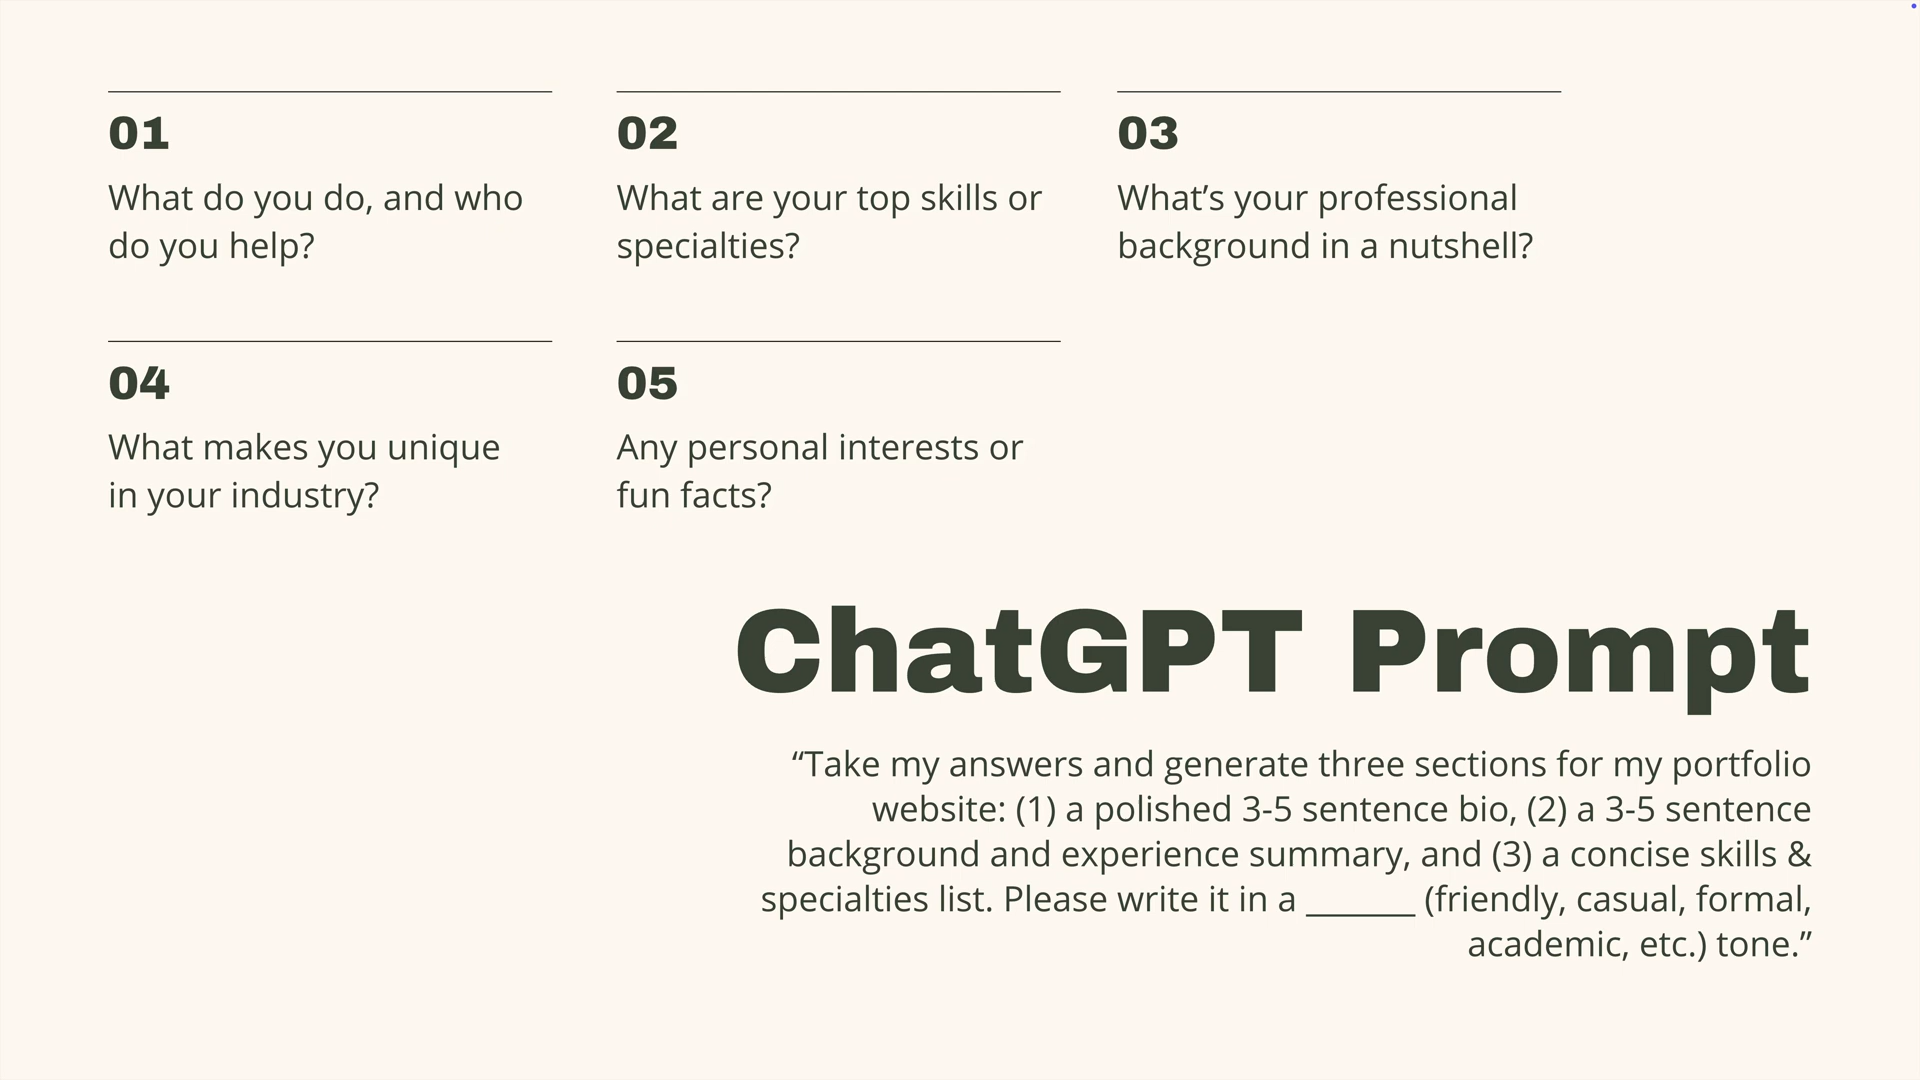 01
What do you do, and who
do you help?
02
What are your top skills or
specialties?
03
What’s your professional
background in a nutshell?
04
What makes you unique
in your industry?
05
Any personal interests or
fun facts?
ChatGPT Prompt
“Take my answers and generate three sections for my portfolio
website: (1) a polished 3-5 sentence bio, (2) a 3-5 sentence
background and experience summary, and (3) a concise skills &
specialties list. Please write it in a ______ (friendly, casual, formal,
academic, etc.) tone.”